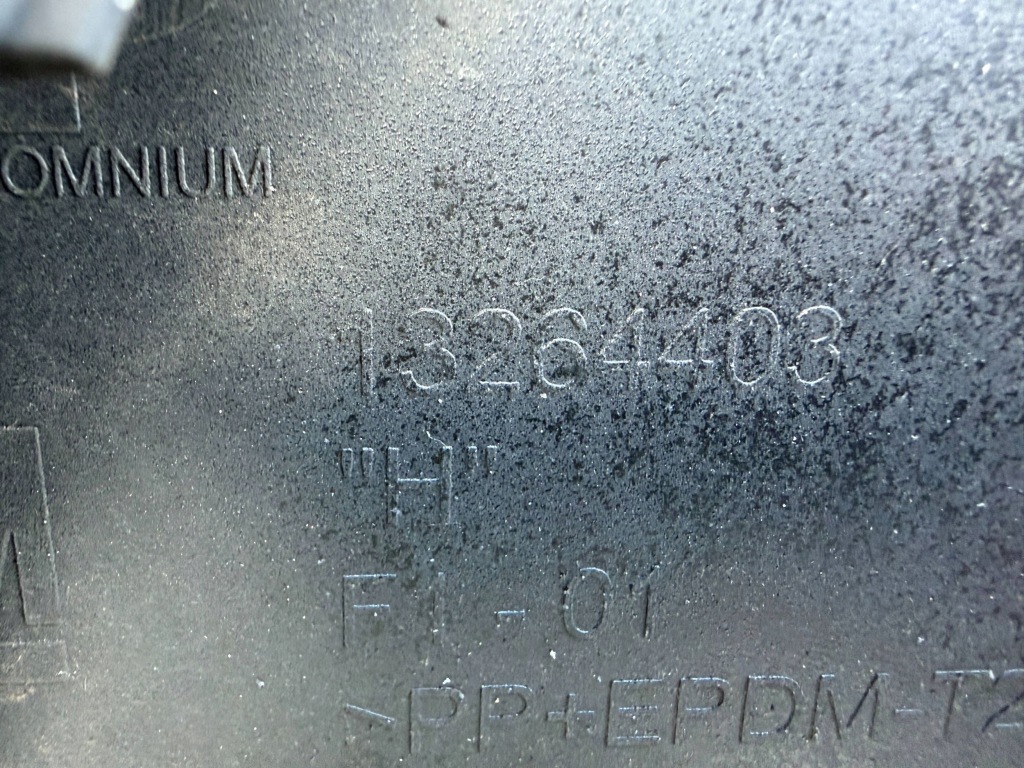 OMNIUM
13264403
"H"
F1-01
>PP+EPDM-T2